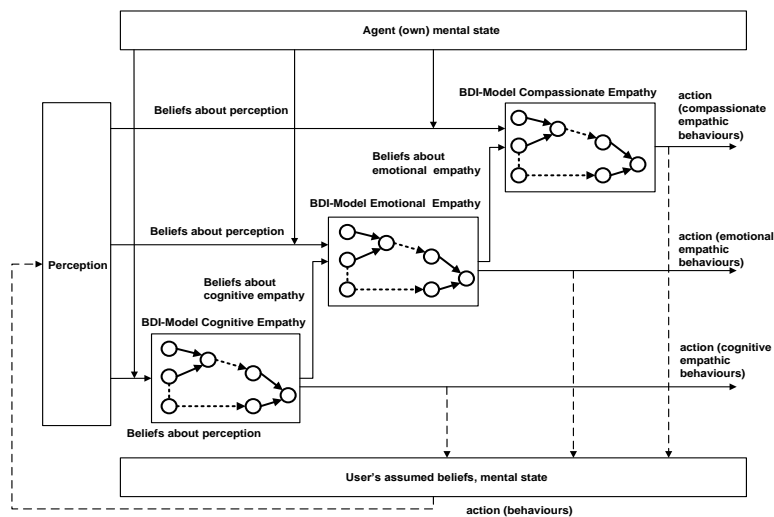 Agent (own) mental state
BDI-Model Compassionate Empathy
action
(compassionate
empathic
behaviours)
Beliefs about perception
Beliefs about
emotional empathy
BDI-Model Emotional Empathy
Beliefs about perception
action (emotional
empathic
behaviours)
Perception
Beliefs about
cognitive empathy
BDI-Model Cognitive Empathy
action (cognitive
empathic
behaviours)
Beliefs about perception
User's assumed beliefs, mental state
action (behaviours)